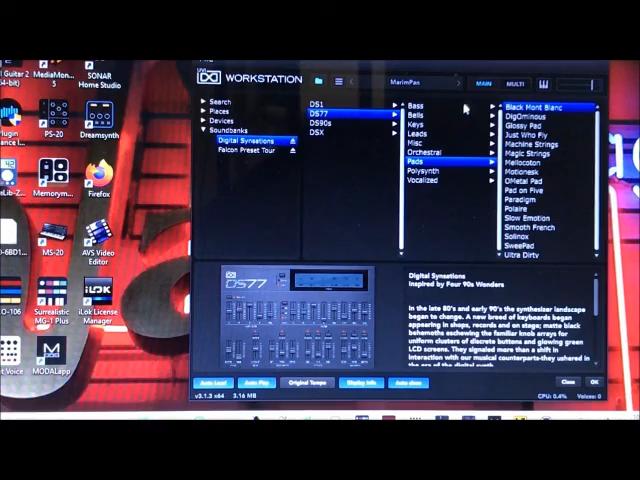 WORKSTATION
MarimPan
MAIN
MULTI
Search
Places
Devices
Soundbanks
Digital Synsations
Falcon Preset Tour
DS1
DS77
DS90s
DSX
Bass
Bells
Keys
Leads
Misc
Orchestral
Pads
Polysynth
Vocalized
Black Mont Blanc
DigOminous
Glossy Pad
Just Who Fly
Machine Strings
Magic Strings
Mellocoton
Motionesk
OMetal Pad
Pad on Five
Paradigm
Polaire
Slow Emotion
Smooth French
Solinox
SweePad
Ultra Dirty
DS77
Digital Synsations
Inspired by Four 90s Wonders
In the late 80's and early 90's the synthesizer landscape
began to change. A new breed of keyboards began
appearing in shops, records and on stage; matte black
behemoths eschewing the familiar knob arrays for
uniform clusters of discrete buttons and glowing green
LCD screens. They signaled more than a shift in
interaction with our musical counterparts-they ushered in
Auto Load
Auto Play
Original Tempo
Display Info
Auto close
Close
OK
v3.1.3 x64
3.16 MB
CPU: 0.4%
Voices: 0
Guitar 2
64-bit)
MediaMon...
5
SONAR
Home Studio
Plugin
PS-20
Dreamsynth
Memorym...
Firefox
MS-20
AVS Video
Editor
CO-106
Surrealistic
MG-1 Plus
iLok
iLok License
Manager
Voice
MODALapp